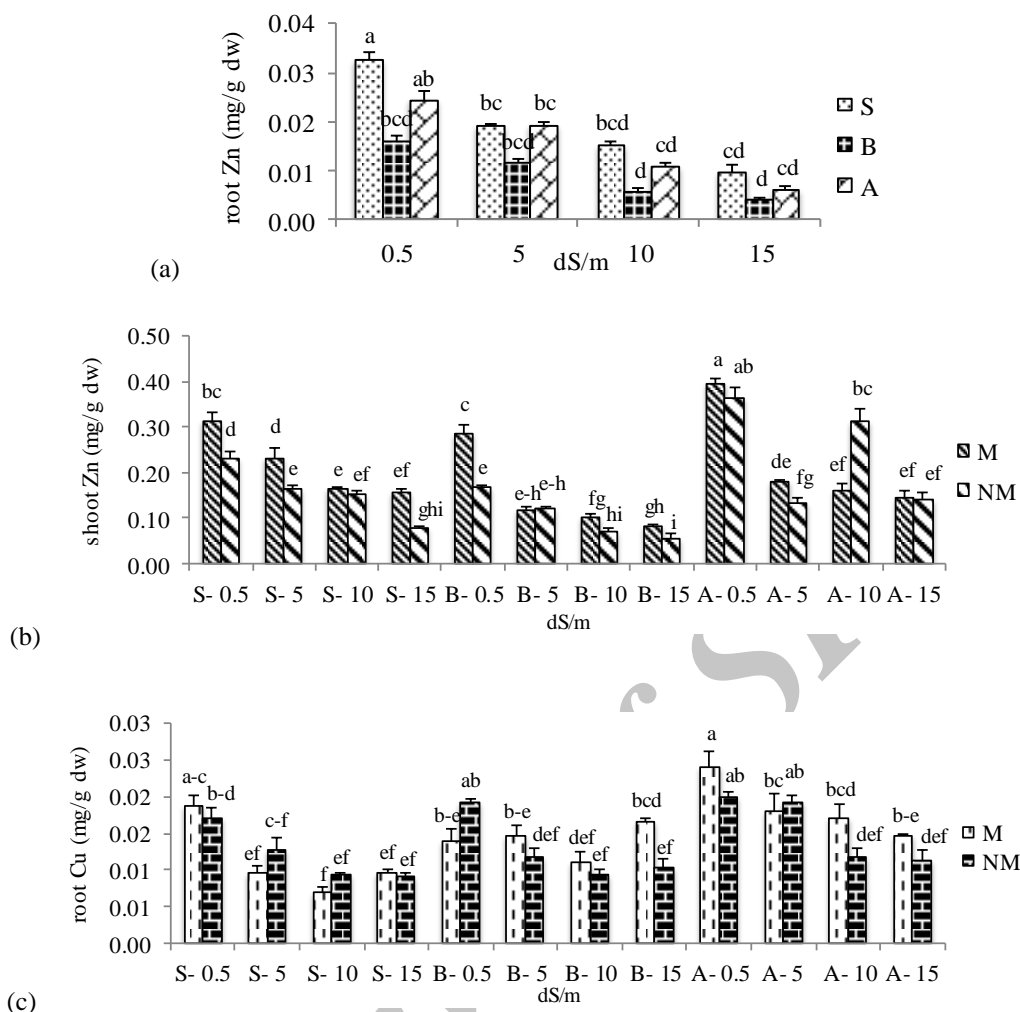 0.04
0.03
0.02
0.01
0.00
root Zn (mg/g dw)
a
bcd
ab
bc
bcd
bc
bcd
d
cd
cd
d
cd
S
B
A
0.5 5 10 15
dS/m
(a)
0.50
0.40
0.30
0.20
0.10
0.00
shoot Zn (mg/g dw)
bc
d
d
e
e
ef
ef
ghi
c
e
e-h
e-h
fg
hi
gh
i
a
ab
de
fg
ef
bc
ef
ef
M
NM
S- 0.5 S- 5 S- 10 S- 15 B- 0.5 B- 5 B- 10 B- 15 A- 0.5 A- 5 A- 10 A- 15
dS/m
(b)
0.03
0.03
0.02
0.02
0.01
0.01
0.00
root Cu (mg/g dw)
a-c
b-d
ef
c-f
f
ef
ef
ef
b-e
ab
b-e
def
def
ef
bcd
ef
a
ab
bc
ab
bcd
def
b-e
def
M
NM
S- 0.5 S- 5 S- 10 S- 15 B- 0.5 B- 5 B- 10 B- 15 A- 0.5 A- 5 A- 10 A- 15
dS/m
(c)